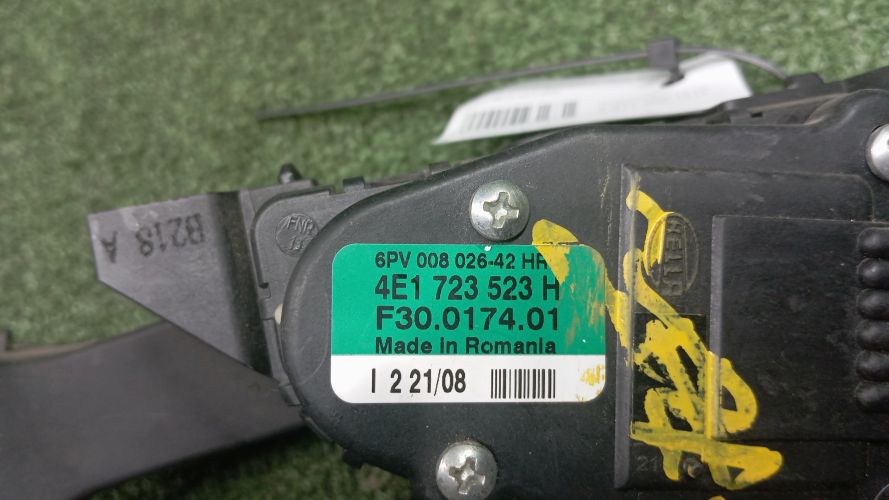 B218
A
FNR
HELLA
6PV 008 026-42 HR
4E1 723 523 H
F30.0174.01
Made in Romania
I 2 21/08